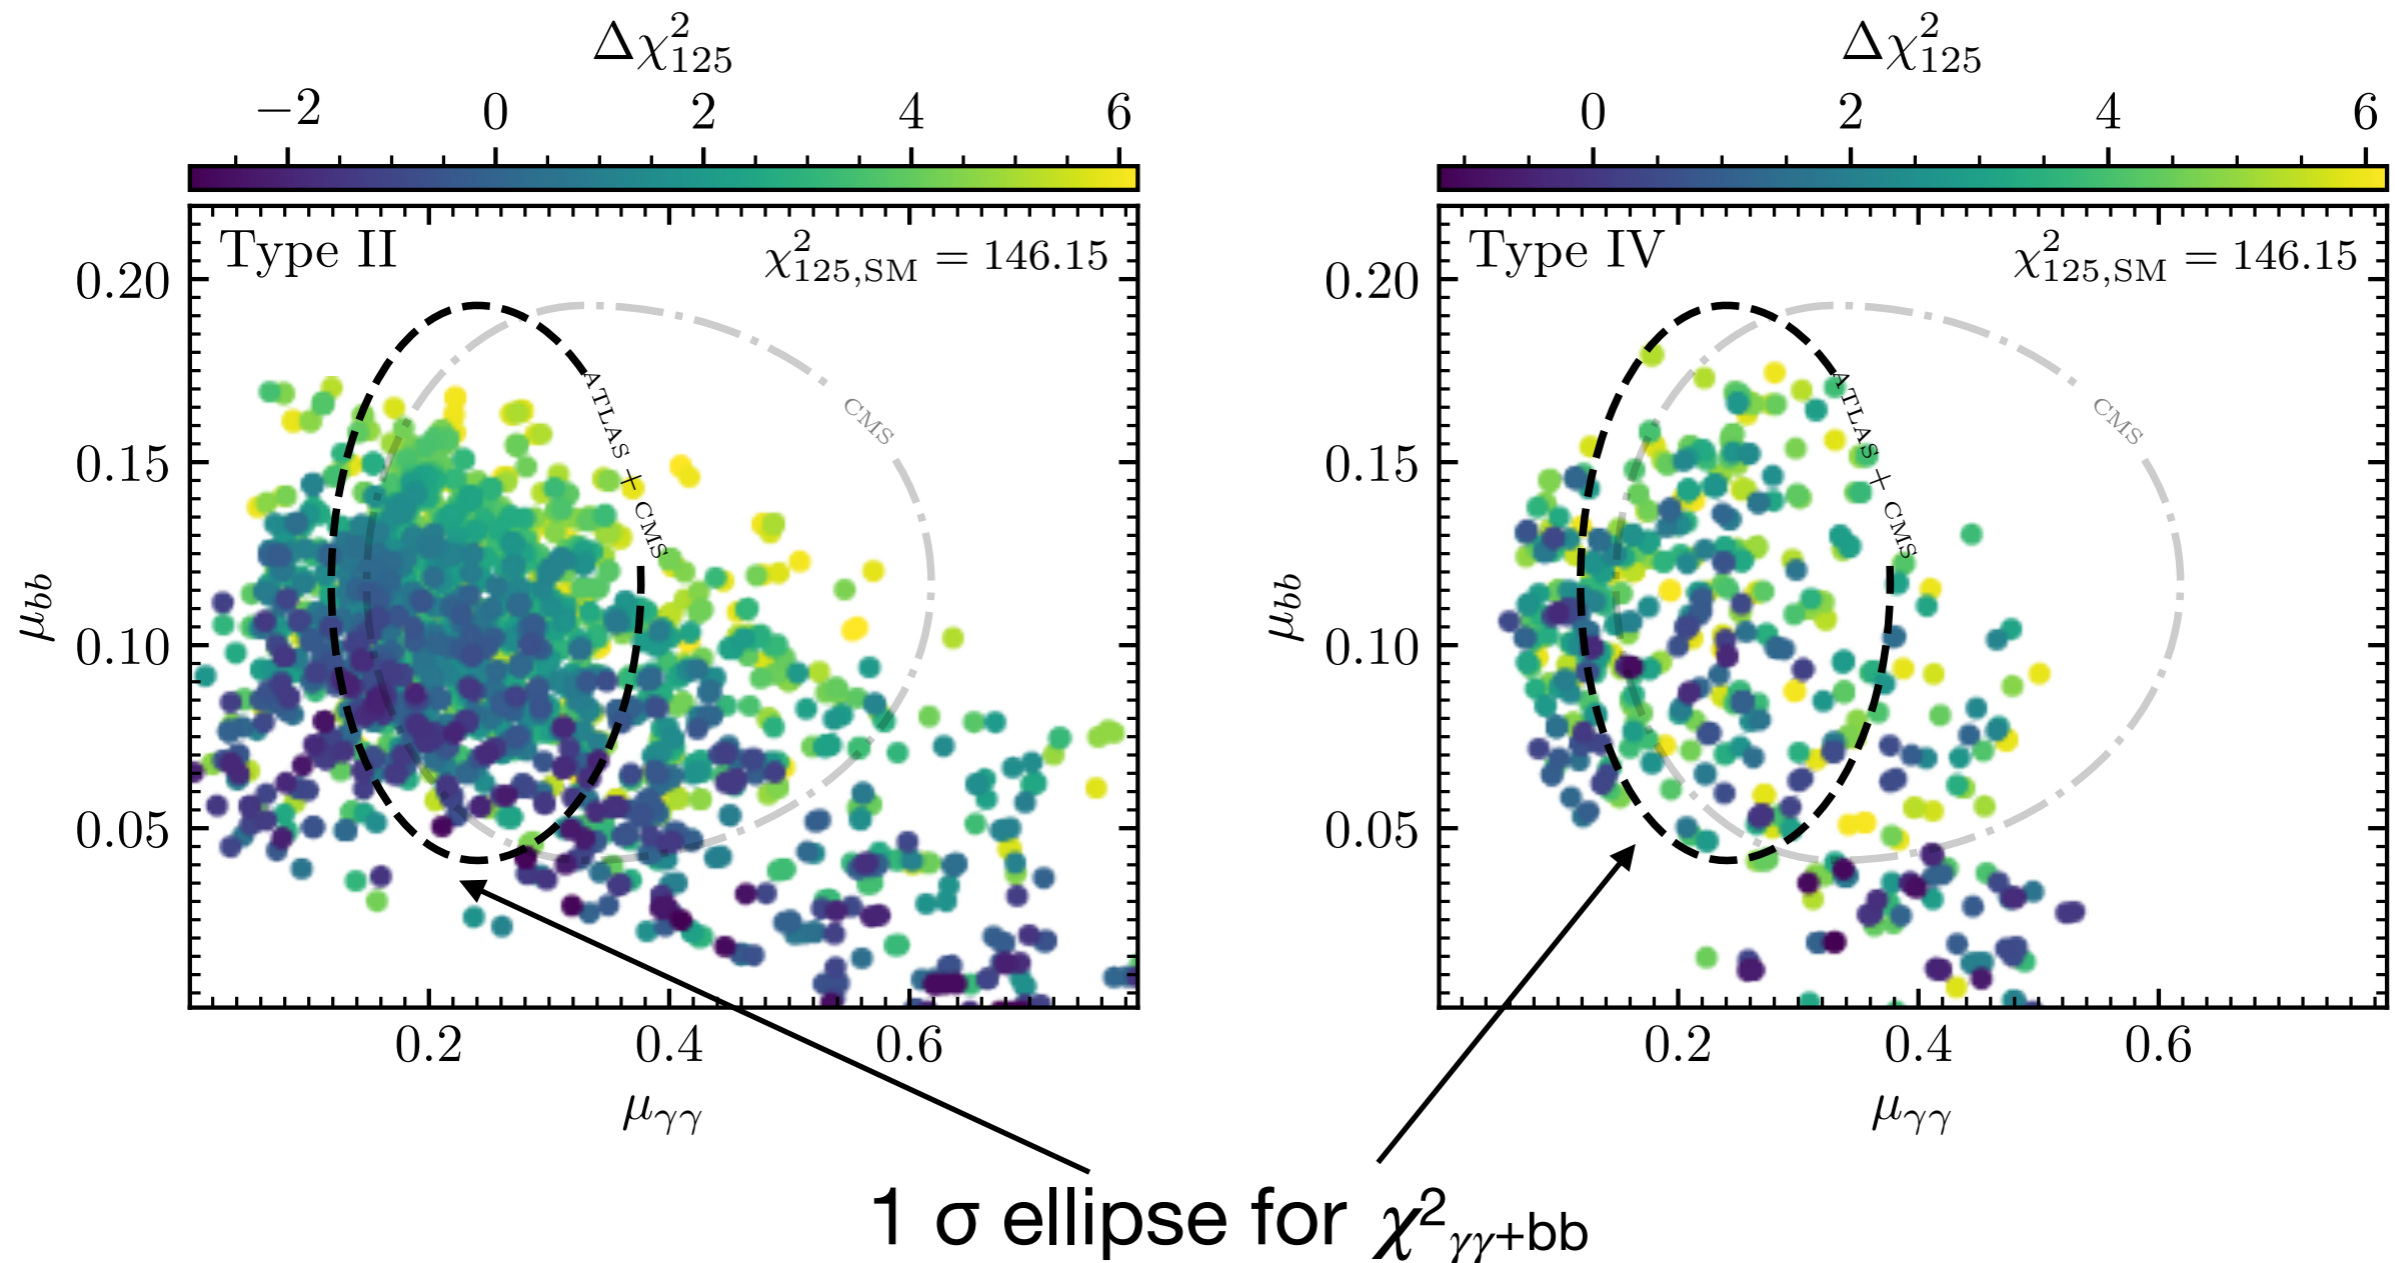 Δχ²₁₂₅
−2 0 2 4 6
Type II
χ²₁₂₅,SM = 146.15
0.20
0.15
0.10
0.05
μbb
ATLAS + CMS
CMS
0.2 0.4 0.6
μγγ
Δχ²₁₂₅
0 2 4 6
Type IV
χ²₁₂₅,SM = 146.15
0.20
0.15
0.10
0.05
μbb
ATLAS + CMS
CMS
0.2 0.4 0.6
μγγ
1 σ ellipse for χ²γγ+bb